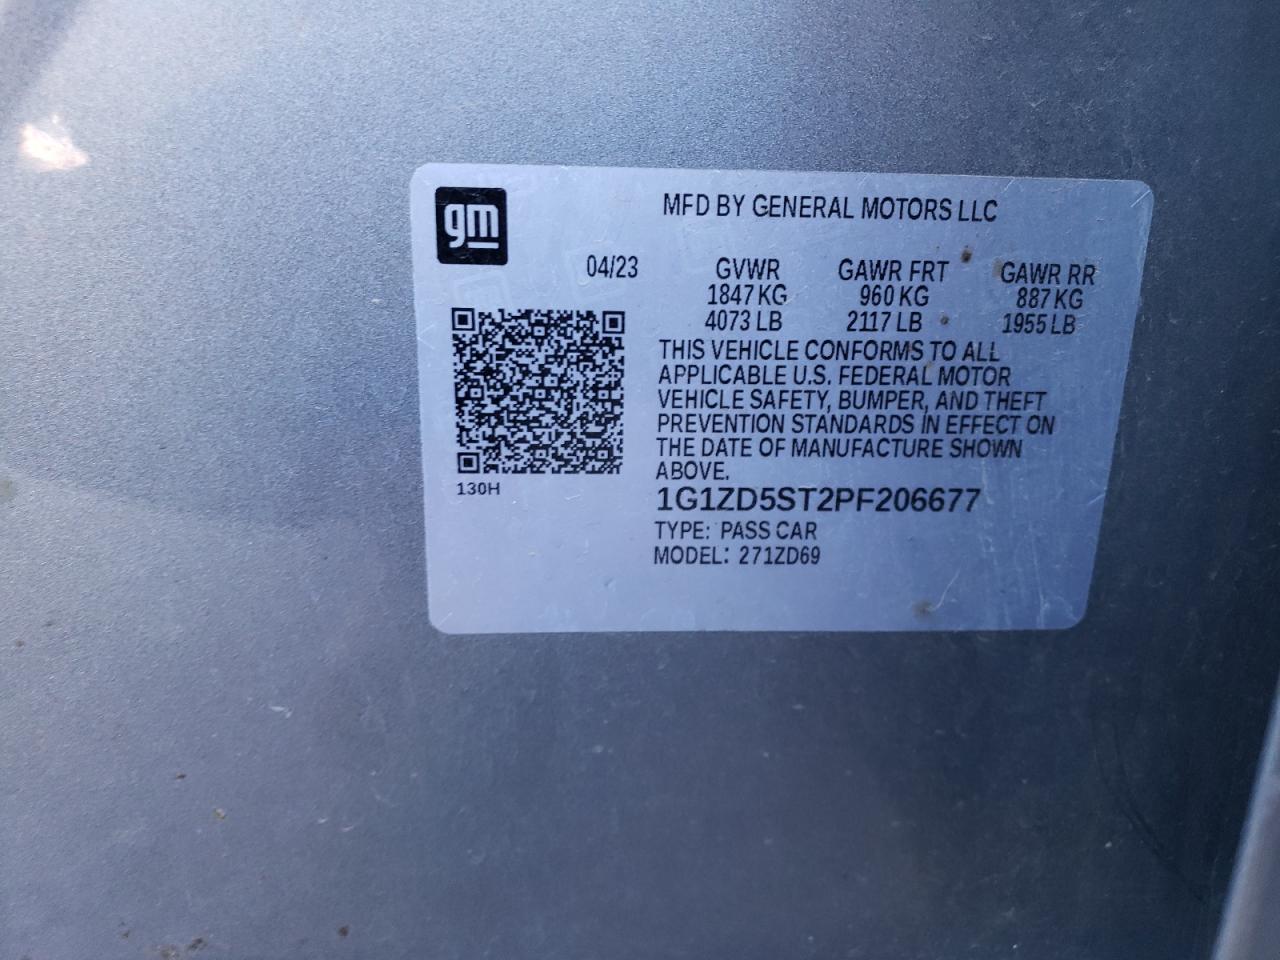 gm
MFD BY GENERAL MOTORS LLC
04/23 GVWR GAWR FRT GAWR RR
1847 KG 960 KG 887 KG
4073 LB 2117 LB 1955 LB
THIS VEHICLE CONFORMS TO ALL
APPLICABLE U.S. FEDERAL MOTOR
VEHICLE SAFETY, BUMPER, AND THEFT
PREVENTION STANDARDS IN EFFECT ON
THE DATE OF MANUFACTURE SHOWN
ABOVE.
130H
1G1ZD5ST2PF206677
TYPE: PASS CAR
MODEL: 271ZD69